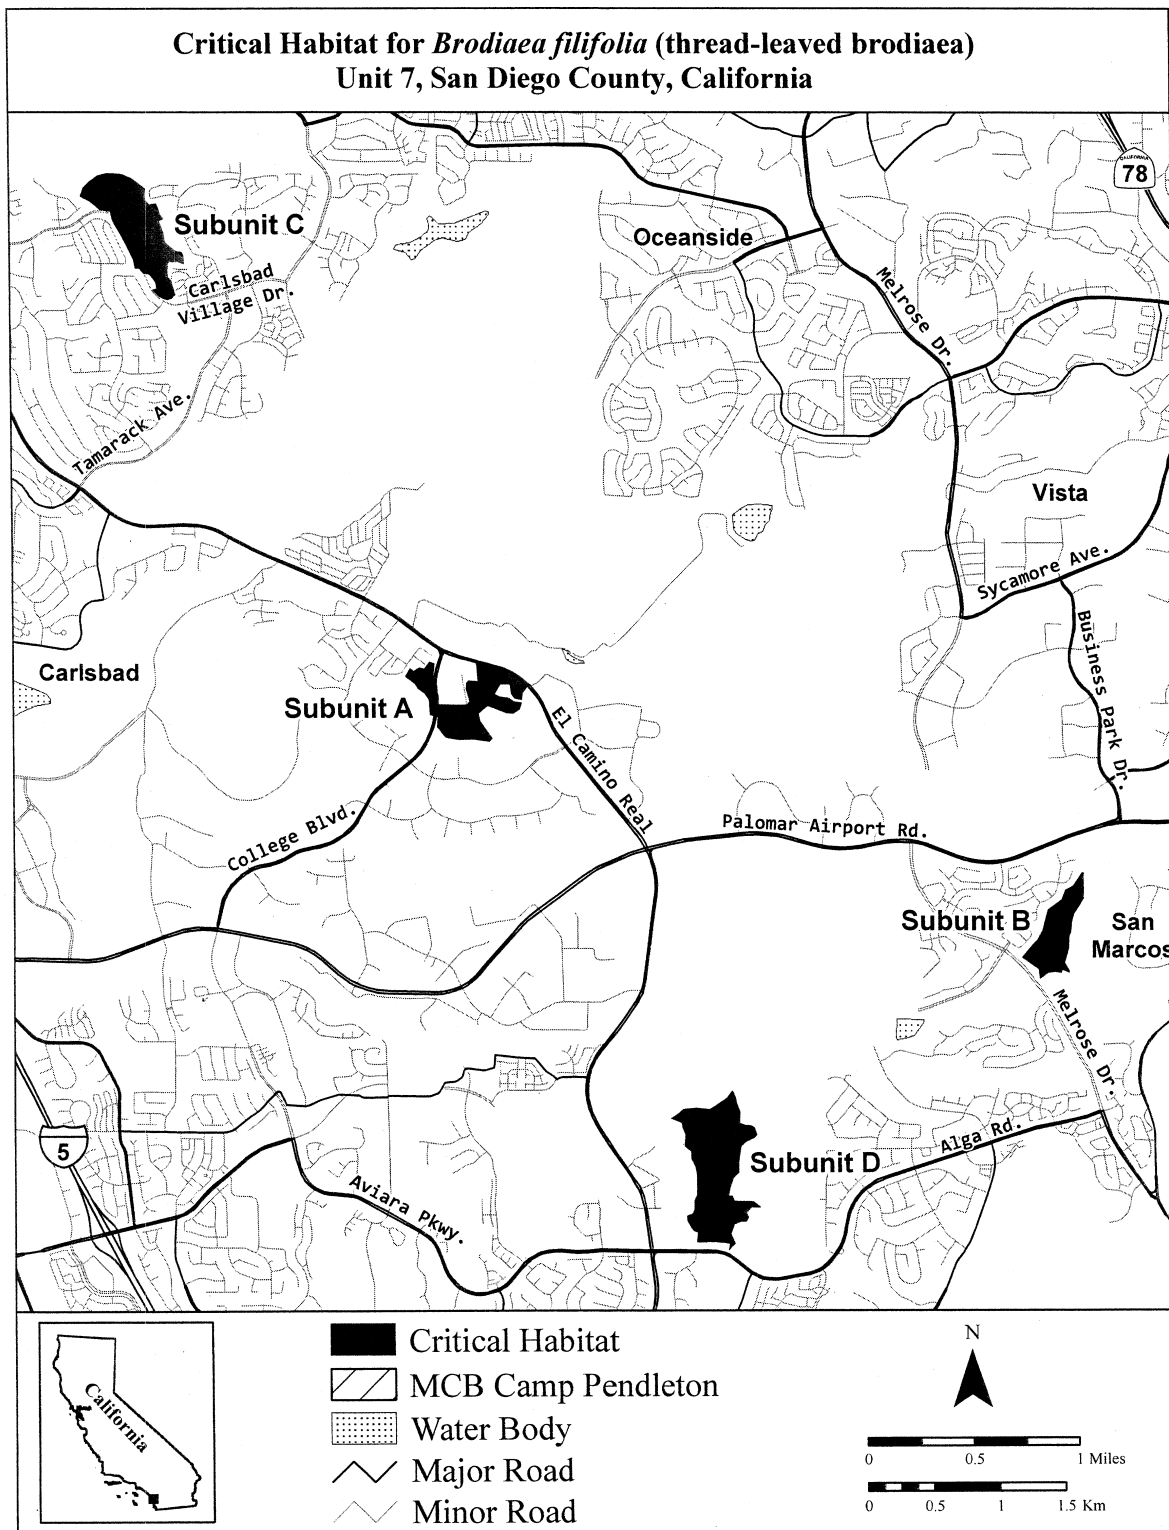 Critical Habitat for Brodiaea filifolia (thread-leaved brodiaea)
Unit 7, San Diego County, California
CALIFORNIA
78
Subunit C
Oceanside
Carlsbad
Village Dr.
Melrose Dr.
Tamarack Ave.
Vista
Sycamore Ave.
Business Park Dr.
Carlsbad
Subunit A
El Camino Real
College Blvd.
Palomar Airport Rd.
Subunit B
San
Marcos
Melrose Dr.
5
Subunit D
Alga Rd.
Aviara Pkwy.
California
Critical Habitat
MCB Camp Pendleton
Water Body
Major Road
Minor Road
N
0 0.5 1 Miles
0 0.5 1 1.5 Km